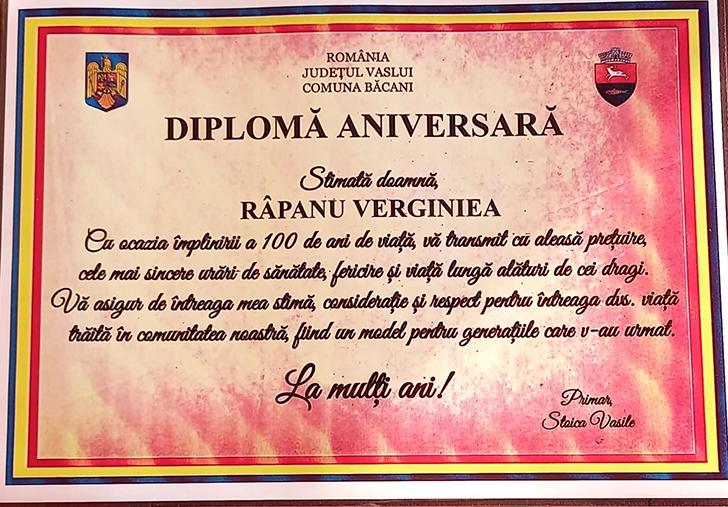 ROMÂNIA
JUDEȚUL VASLUI
COMUNA BĂCANI
DIPLOMĂ ANIVERSARĂ
Stimată doamnă,
RÂPANU VERGINIEA
Cu ocazia împlinirii a 100 de ani de viață, vă transmit cu aleasă prețuire,
cele mai sincere urări de sănătate, fericire și viață lungă alături de cei dragi.
Vă asigur de întreaga mea stimă, considerație și respect pentru întreaga dvs. viață
trăită în comunitatea noastră, fiind un model pentru generațiile care v-au urmat.
La mulți ani!
Primar,
Stoica Vasile